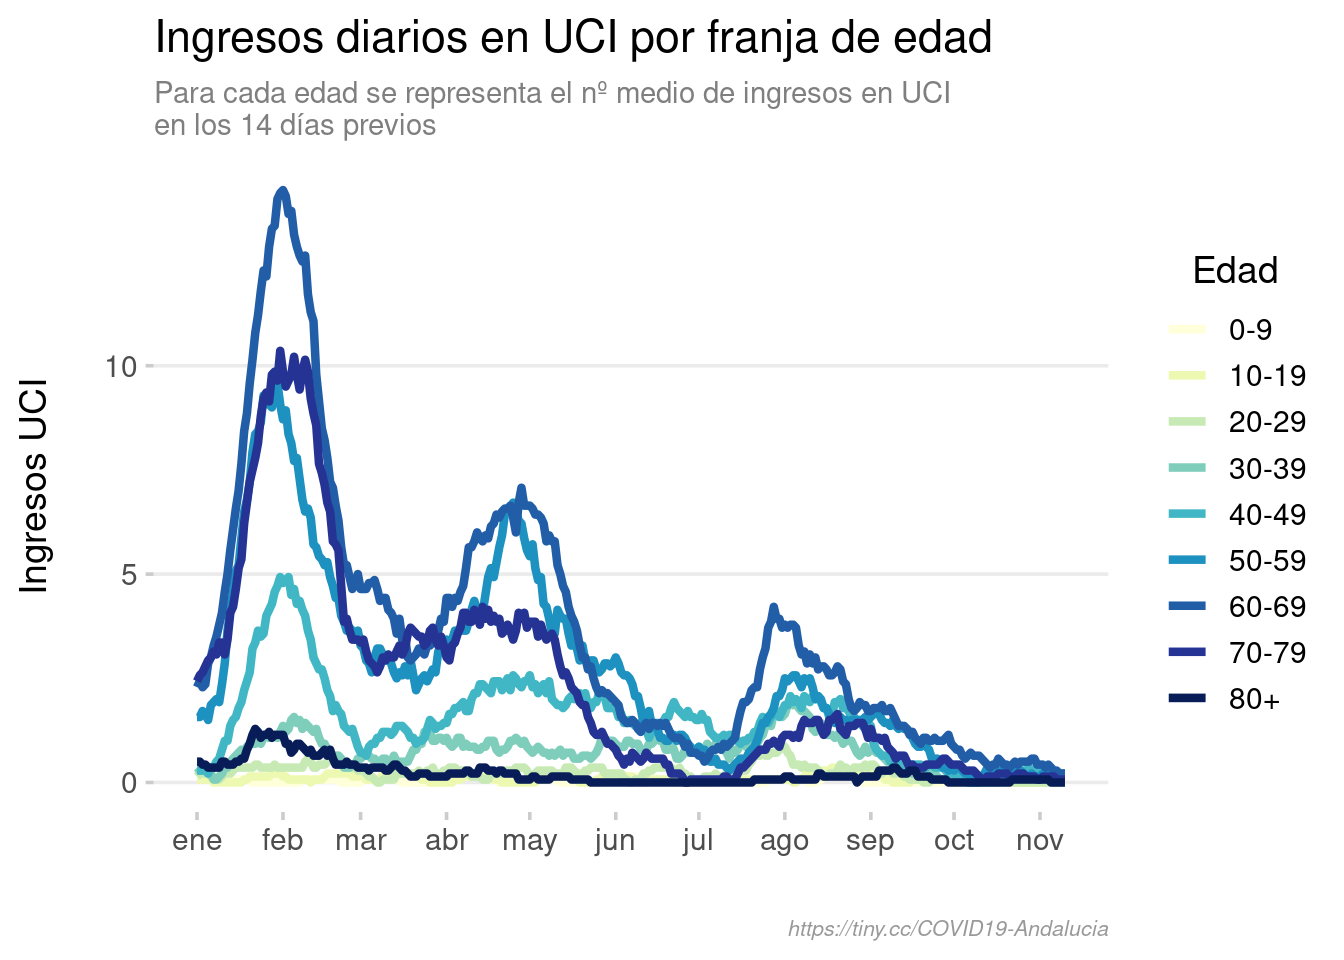 Ingresos diarios en UCI por franja de edad
Para cada edad se representa el nº medio de ingresos en UCI
en los 14 días previos
Ingresos UCI
10
5
0
ene feb mar abr may jun jul ago sep oct nov
Edad
0-9
10-19
20-29
30-39
40-49
50-59
60-69
70-79
80+
https://tiny.cc/COVID19-Andalucia